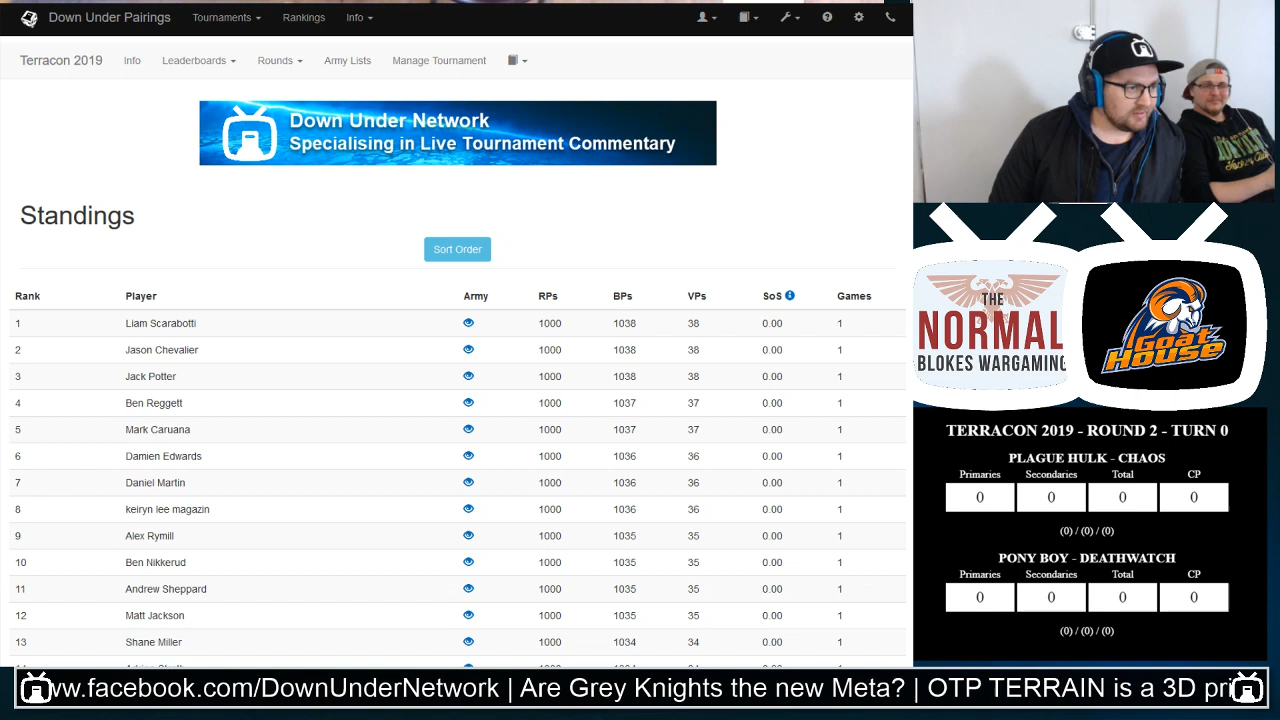 Down Under Pairings Tournaments Rankings Info
Terracon 2019 Info Leaderboards Rounds Army Lists Manage Tournament
Down Under Network
Specialising in Live Tournament Commentary
Standings
Sort Order
Rank Player Army RPs BPs VPs SoS Games
1 Liam Scarabotti 1000 1038 38 0.00 1
2 Jason Chevalier 1000 1038 38 0.00 1
3 Jack Potter 1000 1038 38 0.00 1
4 Ben Reggett 1000 1037 37 0.00 1
5 Mark Caruana 1000 1037 37 0.00 1
6 Damien Edwards 1000 1036 36 0.00 1
7 Daniel Martin 1000 1036 36 0.00 1
8 keiryn lee magazin 1000 1036 36 0.00 1
9 Alex Rymill 1000 1035 35 0.00 1
10 Ben Nikkerud 1000 1035 35 0.00 1
11 Andrew Sheppard 1000 1035 35 0.00 1
12 Matt Jackson 1000 1035 35 0.00 1
13 Shane Miller 1000 1034 34 0.00 1
THE
NORMAL
BLOKES WARGAMING
Goat
House
TERRACON 2019 - ROUND 2 - TURN 0
PLAGUE HULK - CHAOS
Primaries Secondaries Total CP
0 0 0 0
(0) / (0) / (0)
PONY BOY - DEATHWATCH
Primaries Secondaries Total CP
0 0 0 0
(0) / (0) / (0)
ww.facebook.com/DownUnderNetwork | Are Grey Knights the new Meta? | OTP TERRAIN is a 3D pri